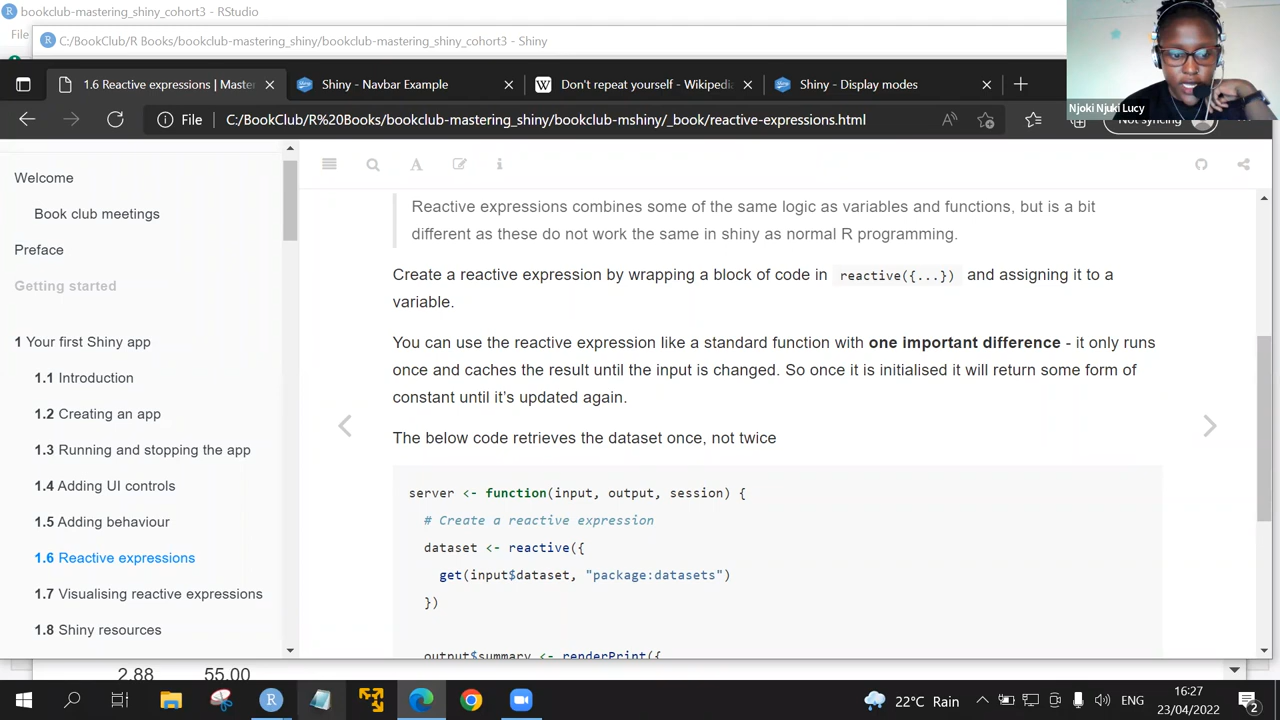 bookclub-mastering_shiny_cohort3 - RStudio
File
C:/BookClub/R Books/bookclub-mastering_shiny/bookclub-mastering_shiny_cohort3 - Shiny
1.6 Reactive expressions | Master
Shiny - Navbar Example
Don't repeat yourself - Wikipedi
Shiny - Display modes
Njoki Njuki Lucy
File
C:/BookClub/R%20Books/bookclub-mastering_shiny/bookclub-mshiny/_book/reactive-expressions.html
Not syncing
Welcome
Book club meetings
Preface
Getting started
1 Your first Shiny app
1.1 Introduction
1.2 Creating an app
1.3 Running and stopping the app
1.4 Adding UI controls
1.5 Adding behaviour
1.6 Reactive expressions
1.7 Visualising reactive expressions
1.8 Shiny resources
Reactive expressions combines some of the same logic as variables and functions, but is a bit
different as these do not work the same in shiny as normal R programming.
Create a reactive expression by wrapping a block of code in reactive({...}) and assigning it to a
variable.
You can use the reactive expression like a standard function with one important difference - it only runs
once and caches the result until the input is changed. So once it is initialised it will return some form of
constant until it's updated again.
The below code retrieves the dataset once, not twice
server <- function(input, output, session) {
# Create a reactive expression
dataset <- reactive({
get(input$dataset, "package:datasets")
})
output$summary <- renderPrint({
2.88 55.00
22°C Rain
ENG
16:27
23/04/2022
2